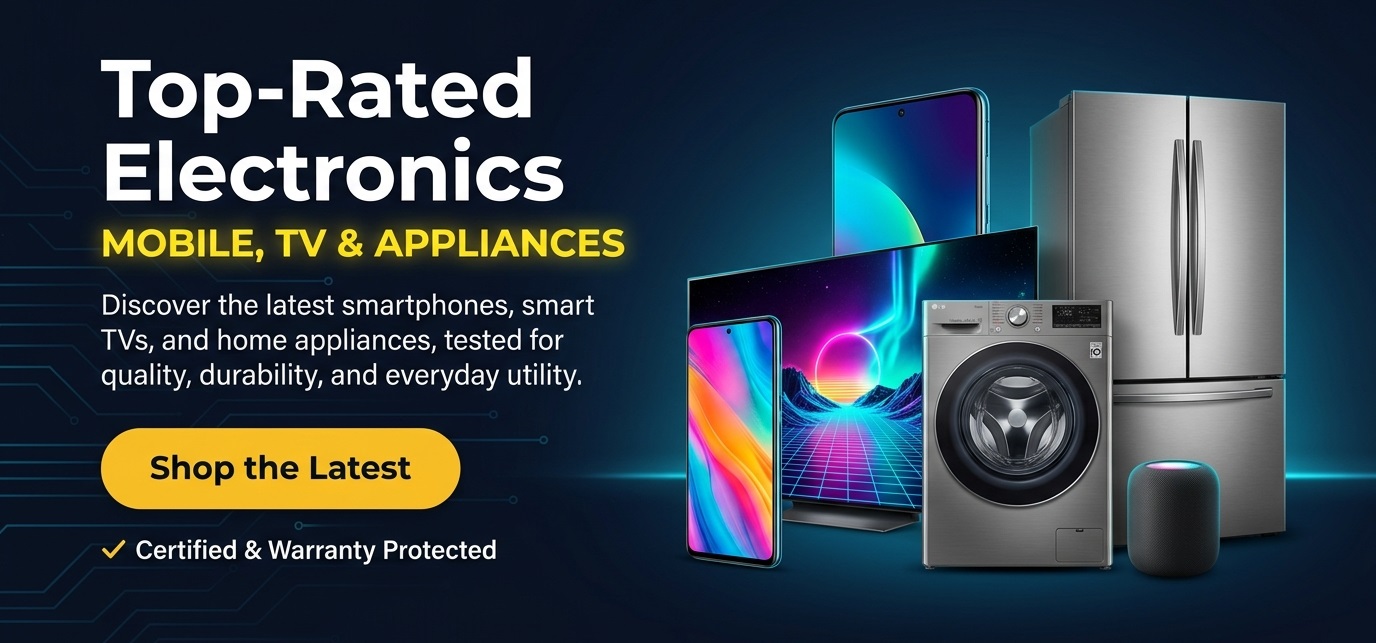 Top-Rated
Electronics
MOBILE, TV & APPLIANCES
Discover the latest smartphones, smart
TVs, and home appliances, tested for
quality, durability, and everyday utility.
Shop the Latest
✓ Certified & Warranty Protected
LG